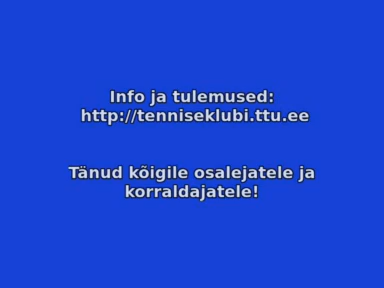 Info ja tulemused:
http://tenniseklubi.ttu.ee
Tänud kõigile osalejatele ja
korraldajatele!